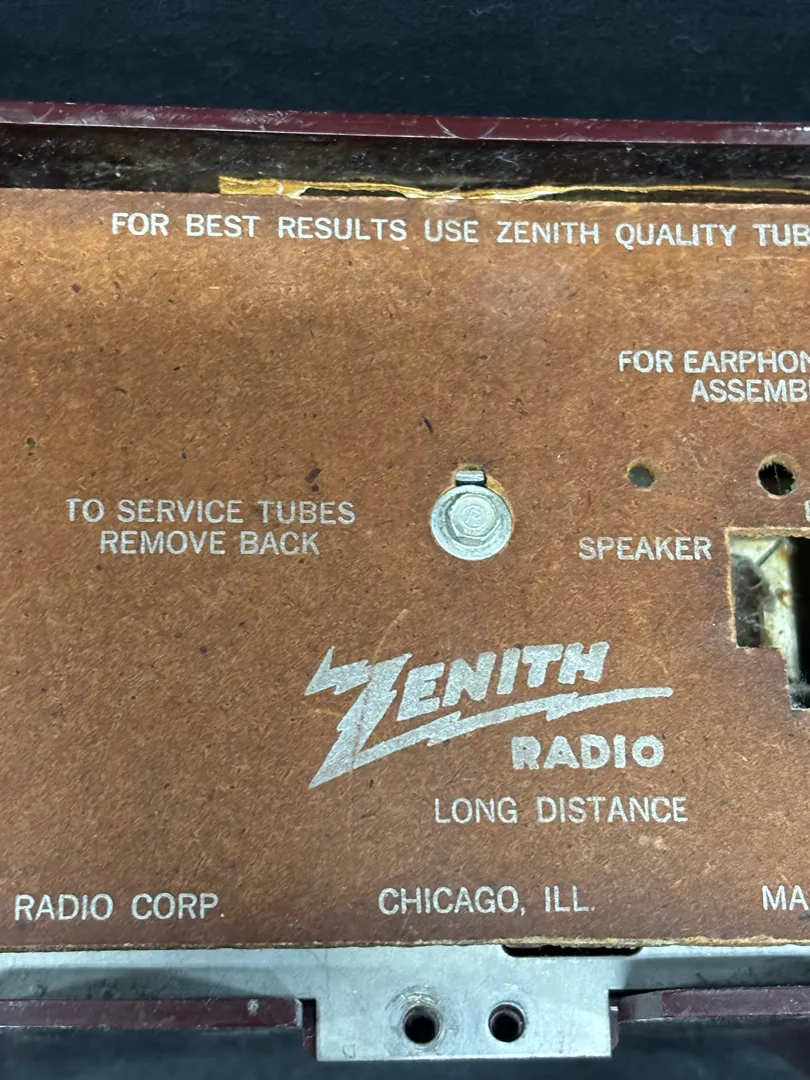 FOR BEST RESULTS USE ZENITH QUALITY TUB
FOR EARPHON
ASSEMB
TO SERVICE TUBES
REMOVE BACK
SPEAKER
ZENITH
RADIO
LONG DISTANCE
RADIO CORP.
CHICAGO, ILL.
MA